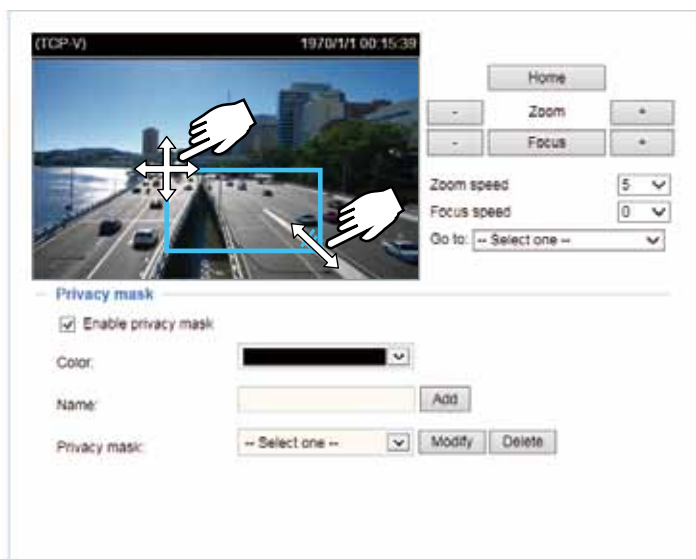 (TCP-V) 1970/1/1 00:15:39
Home
- Zoom +
- Focus +
Zoom speed 5
Focus speed 0
Go to: -- Select one --
Privacy mask
Enable privacy mask
Color:
Name: Add
Privacy mask: -- Select one -- Modify Delete